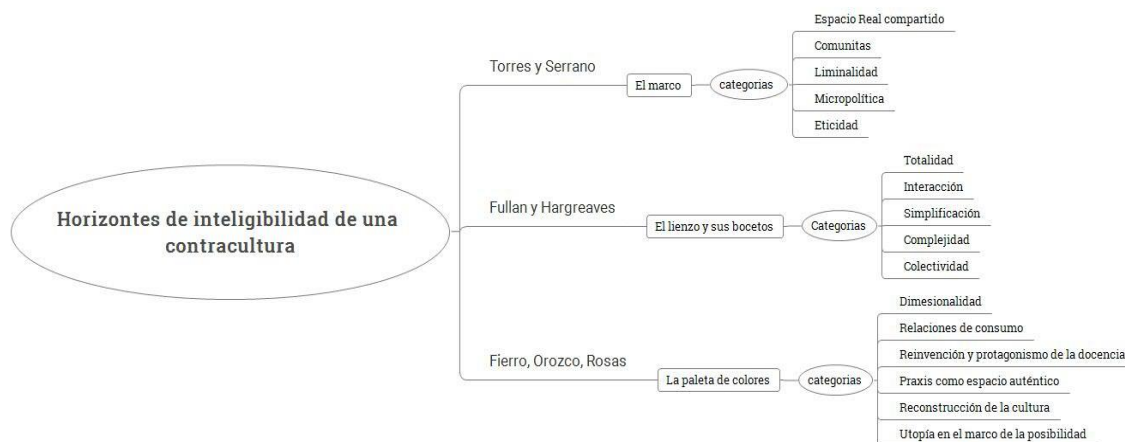 Horizontes de inteligibilidad de una
contracultura
Torres y Serrano
El marco
categorias
Espacio Real compartido
Comunitas
Liminalidad
Micropolítica
Eticidad
Fullan y Hargreaves
El lienzo y sus bocetos
Categorias
Totalidad
Interacción
Simplificación
Complejidad
Colectividad
Fierro, Orozco, Rosas
La paleta de colores
categorias
Dimesionalidad
Relaciones de consumo
Reinvención y protagonismo de la docencia
Praxis como espacio auténtico
Reconstrucción de la cultura
Utopía en el marco de la posibilidad